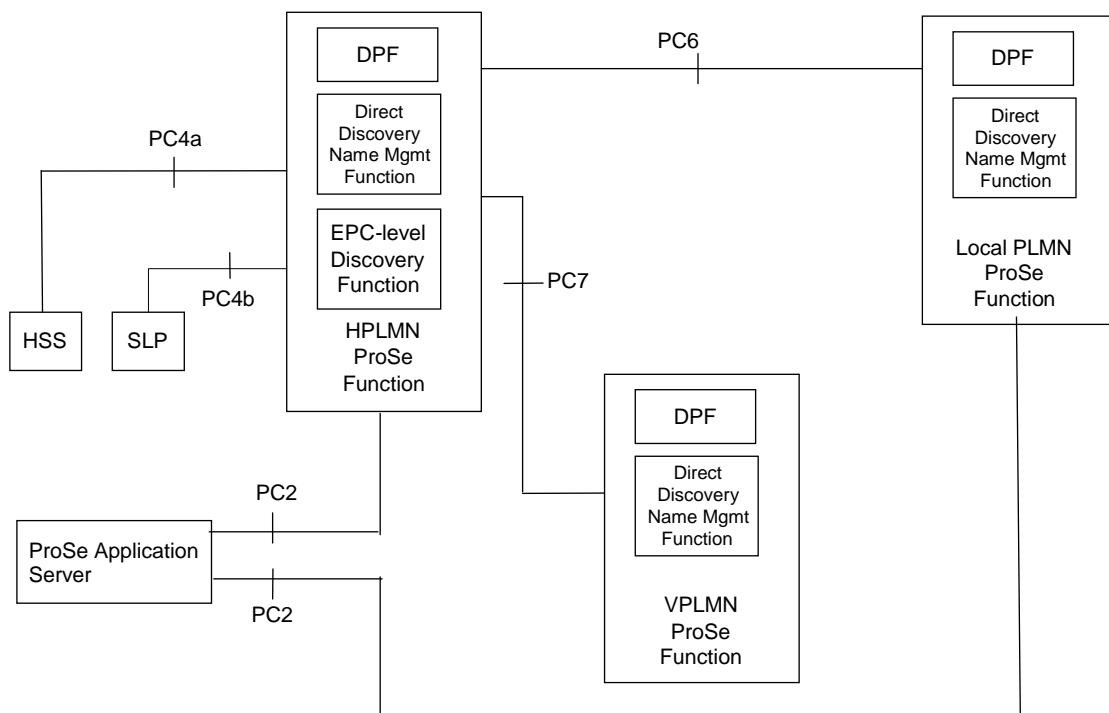 DPF
Direct
Discovery
Name Mgmt
Function
EPC-level
Discovery
Function
HPLMN
ProSe
Function
PC6
DPF
Direct
Discovery
Name Mgmt
Function
Local PLMN
ProSe
Function
PC4a
PC4b
HSS
SLP
PC7
DPF
Direct
Discovery
Name Mgmt
Function
VPLMN
ProSe
Function
PC2
ProSe Application
Server
PC2